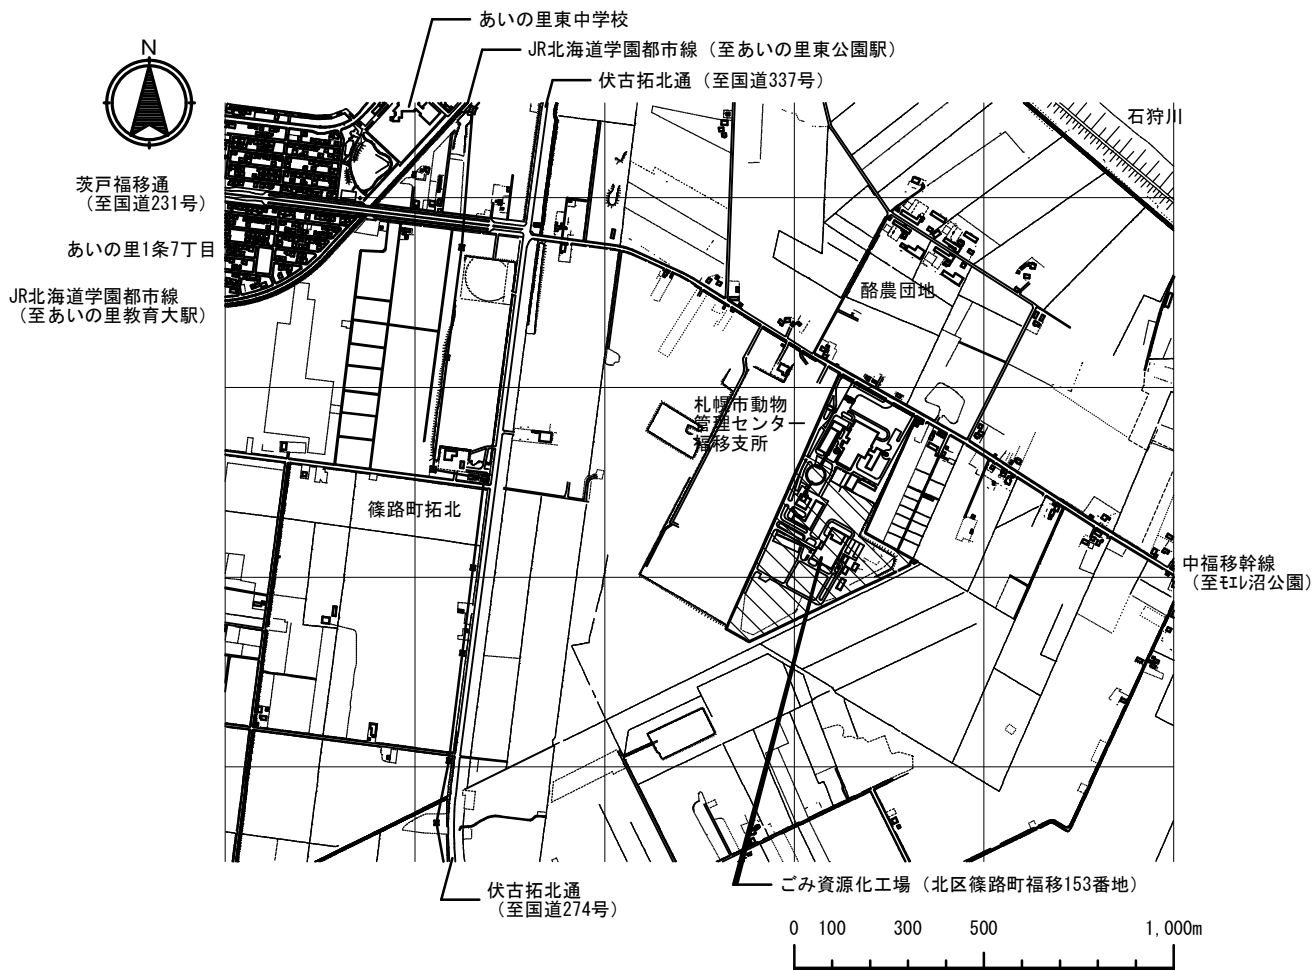 あいの里東中学校
N
JR北海道学園都市線（至あいの里東公園駅）
伏古拓北通（至国道337号）
石狩川
茨戸福移通
（至国道231号）
あいの里1条7丁目
JR北海道学園都市線
（至あいの里教育大駅）
酪農団地
札幌市動物
管理センター
福移支所
篠路町拓北
中福移幹線
（至ﾓｴﾚ沼公園）
ごみ資源化工場（北区篠路町福移153番地）
伏古拓北通
（至国道274号）
0 100 300 500 1,000m